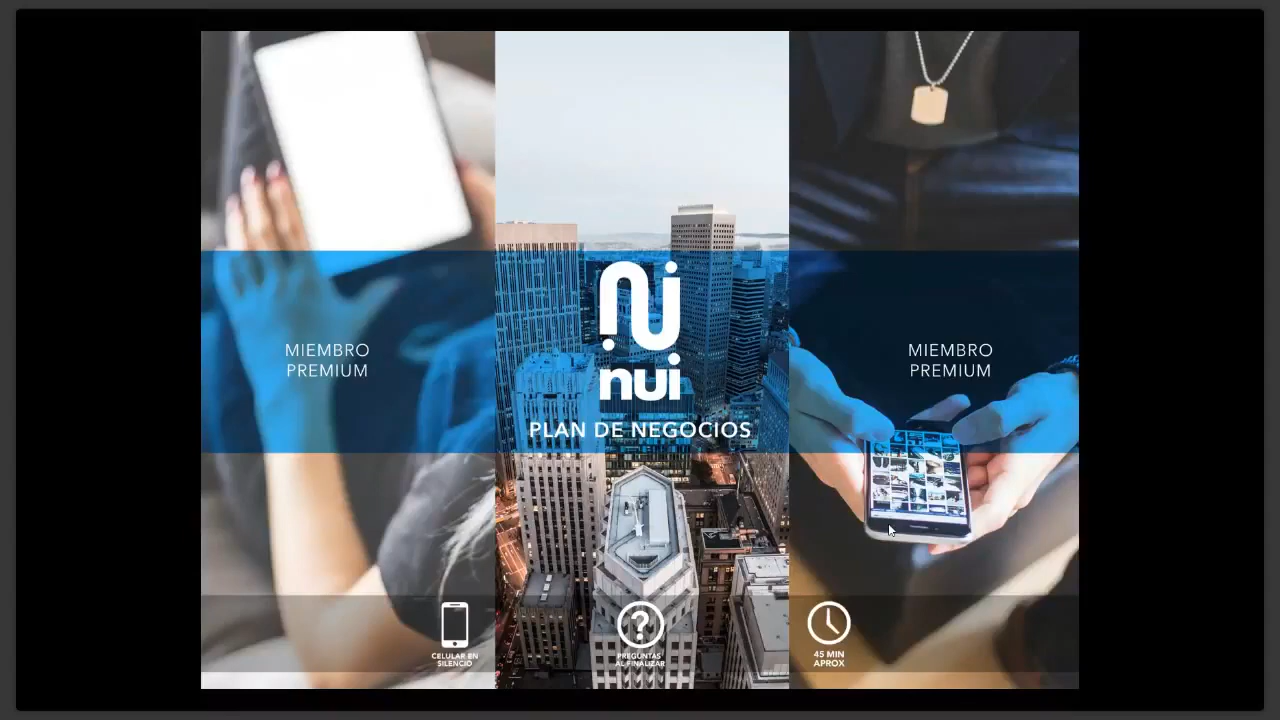 MIEMBRO
PREMIUM
nui
PLAN DE NEGOCIOS
MIEMBRO
PREMIUM
CELULAR EN
SILENCIO
PREGUNTAS
AL FINALIZAR
45 MIN
APROX